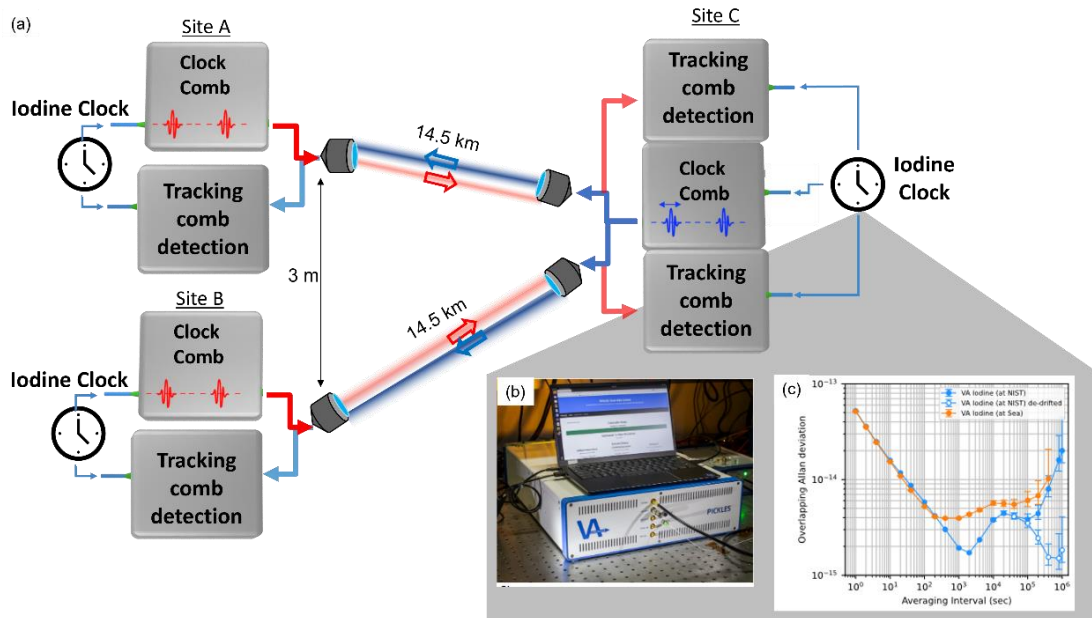 (a)
Site A
Clock
Comb
Iodine Clock
Tracking
comb
detection
14.5 km
3 m
Site B
Clock
Comb
Iodine Clock
Tracking
comb
detection
14.5 km
Site C
Tracking
comb
detection
Clock
Comb
Iodine
Clock
Tracking
comb
detection
(b)
VA
PICKLES
(c)
10⁻¹³
10⁻¹⁴
10⁻¹⁵
Overlapping Allan deviation
VA Iodine (at NIST)
VA Iodine (at NIST) de-drifted
VA Iodine (at Sea)
10⁰ 10¹ 10² 10³ 10⁴ 10⁵ 10⁶
Averaging Interval (sec)